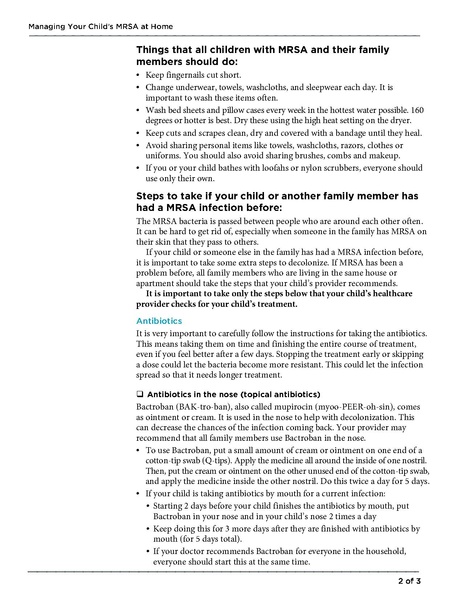 Managing Your Child's MRSA at Home
Things that all children with MRSA and their family
members should do:
• Keep fingernails cut short.
• Change underwear, towels, washcloths, and sleepwear each day. It is
important to wash these items often.
• Wash bed sheets and pillow cases every week in the hottest water possible. 160
degrees or hotter is best. Dry these using the high heat setting on the dryer.
• Keep cuts and scrapes clean, dry and covered with a bandage until they heal.
• Avoid sharing personal items like towels, washcloths, razors, clothes or
uniforms. You should also avoid sharing brushes, combs and makeup.
• If you or your child bathes with loofahs or nylon scrubbers, everyone should
use only their own.
Steps to take if your child or another family member has
had a MRSA infection before:
The MRSA bacteria is passed between people who are around each other often.
It can be hard to get rid of, especially when someone in the family has MRSA on
their skin that they pass to others.
If your child or someone else in the family has had a MRSA infection before,
it is important to take some extra steps to decolonize. If MRSA has been a
problem before, all family members who are living in the same house or
apartment should take the steps that your child's provider recommends.
It is important to take only the steps below that your child's healthcare
provider checks for your child's treatment.
Antibiotics
It is very important to carefully follow the instructions for taking the antibiotics.
This means taking them on time and finishing the entire course of treatment,
even if you feel better after a few days. Stopping the treatment early or skipping
a dose could let the bacteria become more resistant. This could let the infection
spread so that it needs longer treatment.
❑ Antibiotics in the nose (topical antibiotics)
Bactroban (BAK-tro-ban), also called mupirocin (myoo-PEER-oh-sin), comes
as ointment or cream. It is used in the nose to help with decolonization. This
can decrease the chances of the infection coming back. Your provider may
recommend that all family members use Bactroban in the nose.
• To use Bactroban, put a small amount of cream or ointment on one end of a
cotton-tip swab (Q-tips). Apply the medicine all around the inside of one nostril.
Then, put the cream or ointment on the other unused end of the cotton-tip swab,
and apply the medicine inside the other nostril. Do this twice a day for 5 days.
• If your child is taking antibiotics by mouth for a current infection:
• Starting 2 days before your child finishes the antibiotics by mouth, put
Bactroban in your nose and in your child's nose 2 times a day
• Keep doing this for 3 more days after they are finished with antibiotics by
mouth (for 5 days total).
• If your doctor recommends Bactroban for everyone in the household,
everyone should start this at the same time.
2 of 3